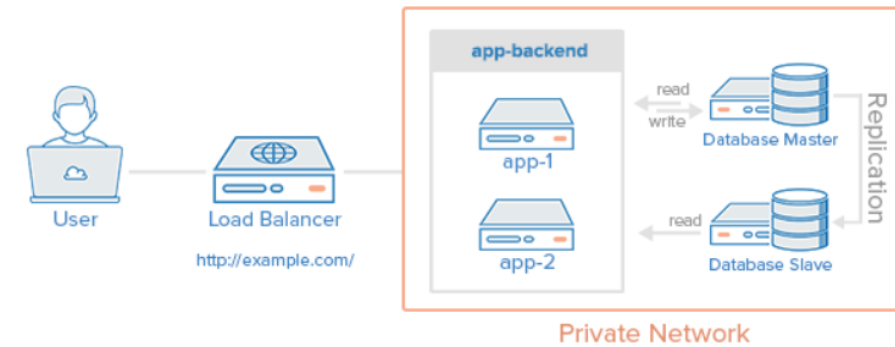 app-backend
read
write
Database Master
Replication
app-1
User
Load Balancer
http://example.com/
read
app-2
Database Slave
Private Network